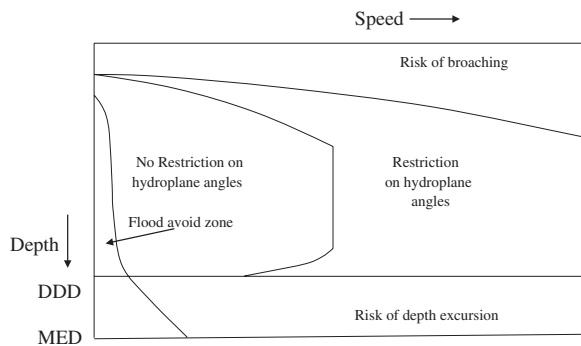 Speed
Risk of broaching
No Restriction on
hydroplane angles
Restriction
on hydroplane
angles
Flood avoid zone
Depth
DDD
Risk of depth excursion
MED